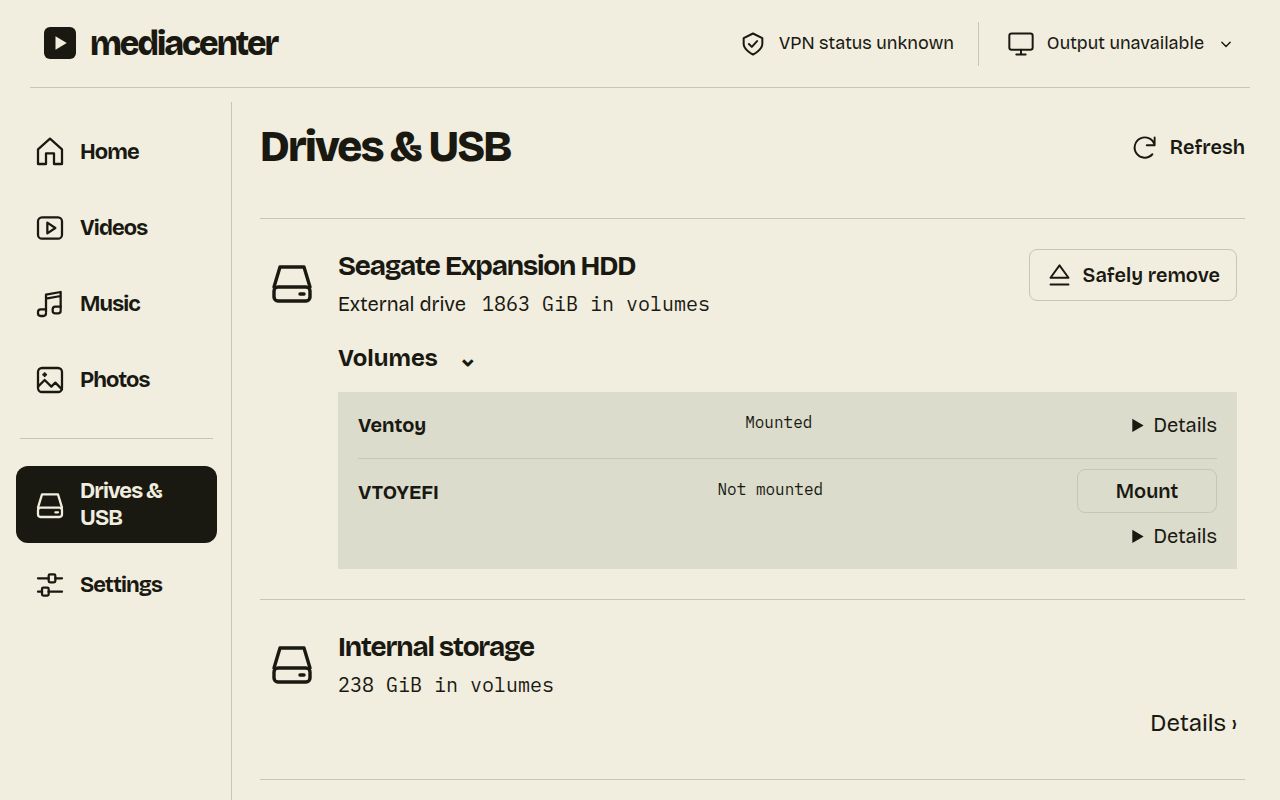 mediacenter
VPN status unknown
Output unavailable
Home
Videos
Music
Photos
Drives &
USB
Settings
Drives & USB
Refresh
Seagate Expansion HDD
Safely remove
External drive 1863 GiB in volumes
Volumes
Ventoy Mounted Details
VTOYEFI Not mounted Mount
Details
Internal storage
238 GiB in volumes
Details ›